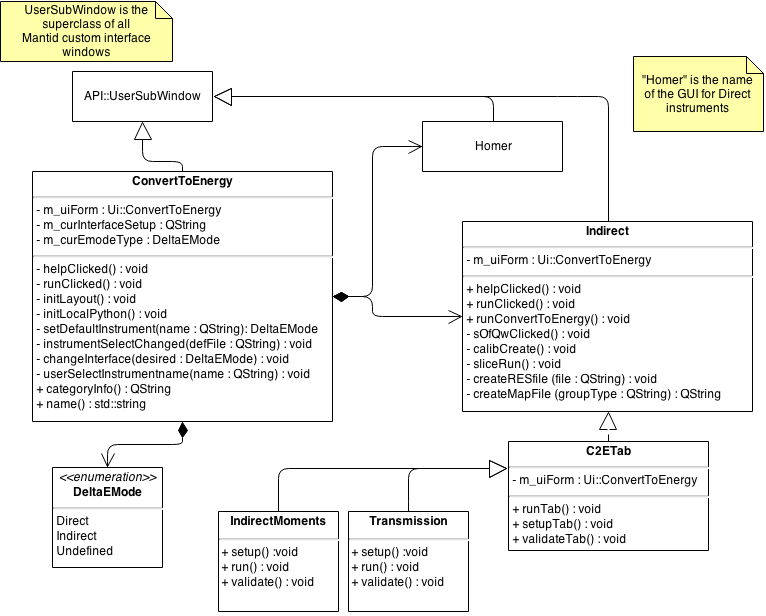 UserSubWindow is the
superclass of all
Mantid custom interface
windows
"Homer" is the name
of the GUI for Direct
instruments
API::UserSubWindow
Homer
ConvertToEnergy
- m_uiForm : Ui::ConvertToEnergy
- m_curInterfaceSetup : QString
- m_curEmodeType : DeltaEMode
- helpClicked() : void
- runClicked() : void
- initLayout() : void
- initLocalPython() : void
- setDefaultInstrument(name : QString): DeltaEMode
- instrumentSelectChanged(defFile : QString) : void
- changeInterface(desired : DeltaEMode) : void
- userSelectInstrumentname(name : QString) : void
+ categoryInfo() : QString
+ name() : std::string
Indirect
- m_uiForm : Ui::ConvertToEnergy
+ helpClicked() : void
+ runClicked() : void
+ runConvertToEnergy() : void
- sOfQwClicked() : void
- calibCreate() : void
- sliceRun() : void
- createRESfile (file : QString) : void
- createMapFile (groupType : QString) : QString
<<enumeration>>
DeltaEMode
Direct
Indirect
Undefined
C2ETab
- m_uiForm : Ui::ConvertToEnergy
+ runTab() : void
+ setupTab() : void
+ validateTab() : void
IndirectMoments
+ setup() :void
+ run() : void
+ validate() : void
Transmission
+ setup() : void
+ run() : void
+ validate() : void